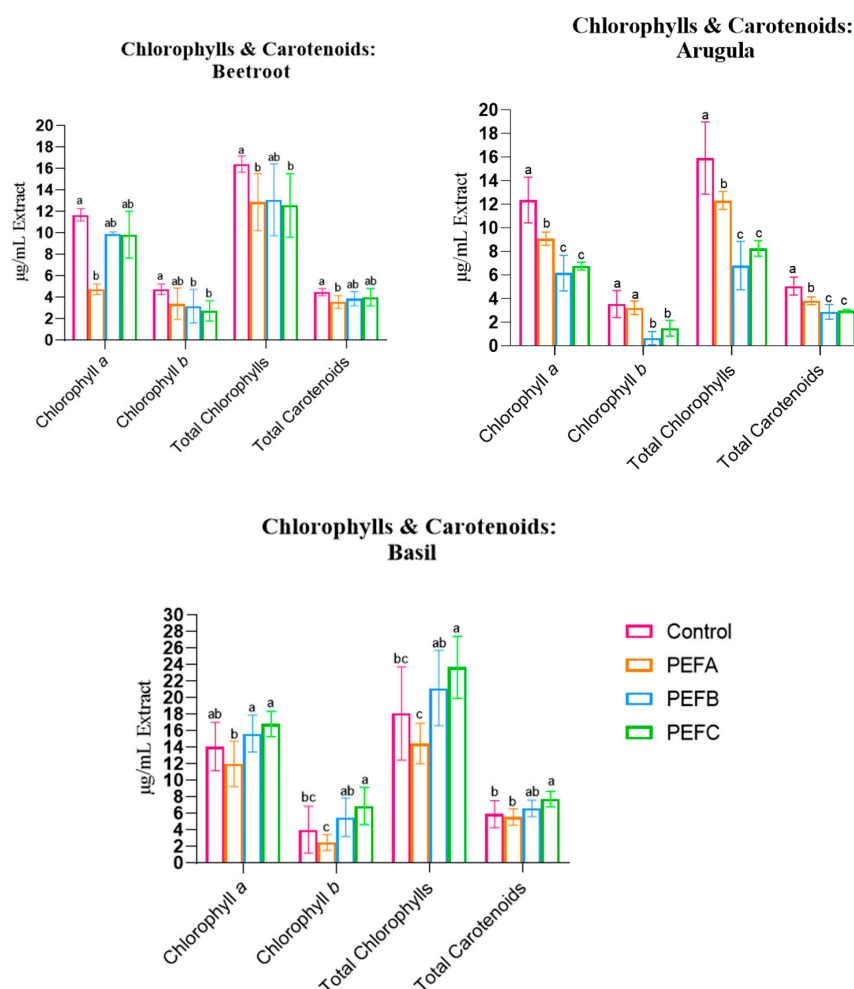 Chlorophylls & Carotenoids:
Beetroot
µg/mL Extract
20
18
16
14
12
10
8
6
4
2
0
a
b
ab
ab
a
ab
b
b
a
b
ab
b
a
b
ab
ab
Chlorophyll a
Chlorophyll b
Total Chlorophylls
Total Carotenoids
Chlorophylls & Carotenoids:
Arugula
µg/mL Extract
20
18
16
14
12
10
8
6
4
2
0
a
b
c
c
a
a
b
b
a
b
c
c
a
b
c
c
Chlorophyll a
Chlorophyll b
Total Chlorophylls
Total Carotenoids
Chlorophylls & Carotenoids:
Basil
µg/mL Extract
30
28
26
24
22
20
18
16
14
12
10
8
6
4
2
0
ab
b
a
a
bc
c
ab
a
bc
c
ab
a
b
b
ab
a
Chlorophyll a
Chlorophyll b
Total Chlorophylls
Total Carotenoids
Control
PEFA
PEFB
PEFC